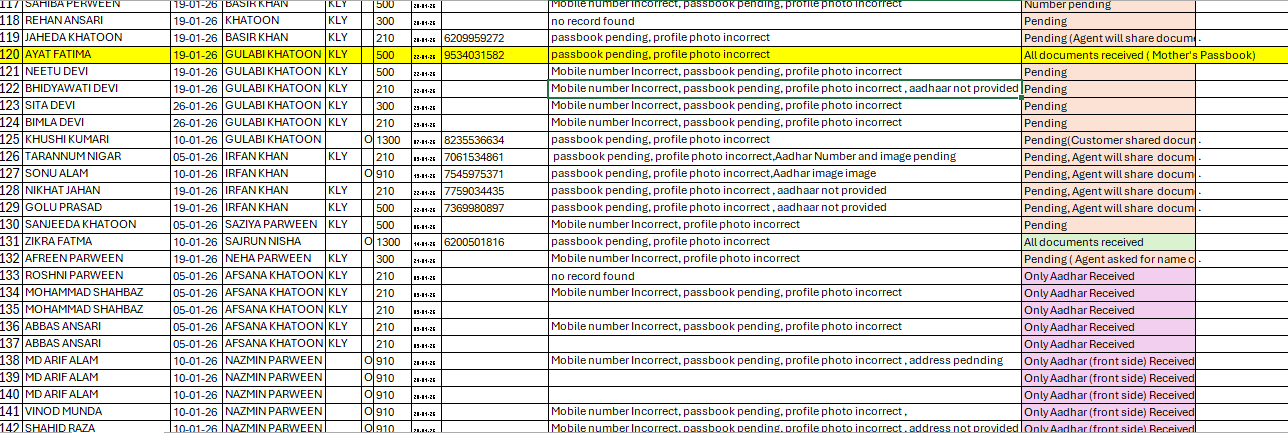 117 SAHIBA PERWEEN 19-01-26 BASIR KHAN KLY 500 Mobile number Incorrect, passbook pending, profile photo incorrect Number pending
118 REHAN ANSARI 19-01-26 KHATOON KLY 300 no record found Pending
119 JAHEDA KHATOON 19-01-26 BASIR KHAN KLY 210 6209959272 passbook pending, profile photo incorrect Pending (Agent will share docum
120 AYAT FATIMA 19-01-26 GULABI KHATOON KLY 500 9534031582 passbook pending, profile photo incorrect All documents received ( Mother's Passbook)
121 NEETU DEVI 19-01-26 GULABI KHATOON KLY 500 Mobile number Incorrect, passbook pending, profile photo incorrect Pending
122 BHIDYAWATI DEVI 19-01-26 GULABI KHATOON KLY 210 Mobile number Incorrect, passbook pending, profile photo incorrect , aadhaar not provided Pending
123 SITA DEVI 26-01-26 GULABI KHATOON KLY 300 Mobile number Incorrect, passbook pending, profile photo incorrect Pending
124 BIMLA DEVI 26-01-26 GULABI KHATOON KLY 210 Mobile number Incorrect, passbook pending, profile photo incorrect Pending
125 KHUSHI KUMARI 10-01-26 GULABI KHATOON O 1300 8235536634 passbook pending, profile photo incorrect Pending(Customer shared docun
126 TARANNUM NIGAR 05-01-26 IRFAN KHAN KLY 210 7061534861 passbook pending, profile photo incorrect,Aadhar Number and image pending Pending, Agent will share docum
127 SONU ALAM 10-01-26 IRFAN KHAN O 910 7545975371 passbook pending, profile photo incorrect,Aadhar image image Pending, Agent will share docum
128 NIKHAT JAHAN 19-01-26 IRFAN KHAN KLY 210 7759034435 passbook pending, profile photo incorrect , aadhaar not provided Pending, Agent will share docum
129 GOLU PRASAD 19-01-26 IRFAN KHAN KLY 500 7369980897 passbook pending, profile photo incorrect , aadhaar not provided Pending, Agent will share docum
130 SANJEEDA KHATOON 05-01-26 SAZIYA PARWEEN KLY 500 Mobile number Incorrect, profile photo incorrect Pending
131 ZIKRA FATMA 10-01-26 SAJRUN NISHA O 1300 6200501816 passbook pending, profile photo incorrect All documents received
132 AFREEN PARWEEN 19-01-26 NEHA PARWEEN KLY 300 Mobile number Incorrect, profile photo incorrect Pending ( Agent asked for name c
133 ROSHNI PARWEEN 05-01-26 AFSANA KHATOON KLY 210 no record found Only Aadhar Received
134 MOHAMMAD SHAHBAZ 05-01-26 AFSANA KHATOON KLY 210 Mobile number Incorrect, passbook pending, profile photo incorrect Only Aadhar Received
135 MOHAMMAD SHAHBAZ 05-01-26 AFSANA KHATOON KLY 210 Only Aadhar Received
136 ABBAS ANSARI 05-01-26 AFSANA KHATOON KLY 210 Mobile number Incorrect, passbook pending, profile photo incorrect Only Aadhar Received
137 ABBAS ANSARI 05-01-26 AFSANA KHATOON KLY 210 Only Aadhar Received
138 MD ARIF ALAM 10-01-26 NAZMIN PARWEEN O 910 Mobile number Incorrect, passbook pending, profile photo incorrect , address pednding Only Aadhar (front side) Received
139 MD ARIF ALAM 10-01-26 NAZMIN PARWEEN O 910 Only Aadhar (front side) Received
140 MD ARIF ALAM 10-01-26 NAZMIN PARWEEN O 910 Only Aadhar (front side) Received
141 VINOD MUNDA 10-01-26 NAZMIN PARWEEN O 910 Mobile number Incorrect, passbook pending, profile photo incorrect , Only Aadhar (front side) Received
142 SHAHID RAZA 10-01-26 NAZMIN PARWEEN O 910 Mobile number Incorrect, passbook pending, profile photo incorrect , address not provided Only Aadhar (front side) Received